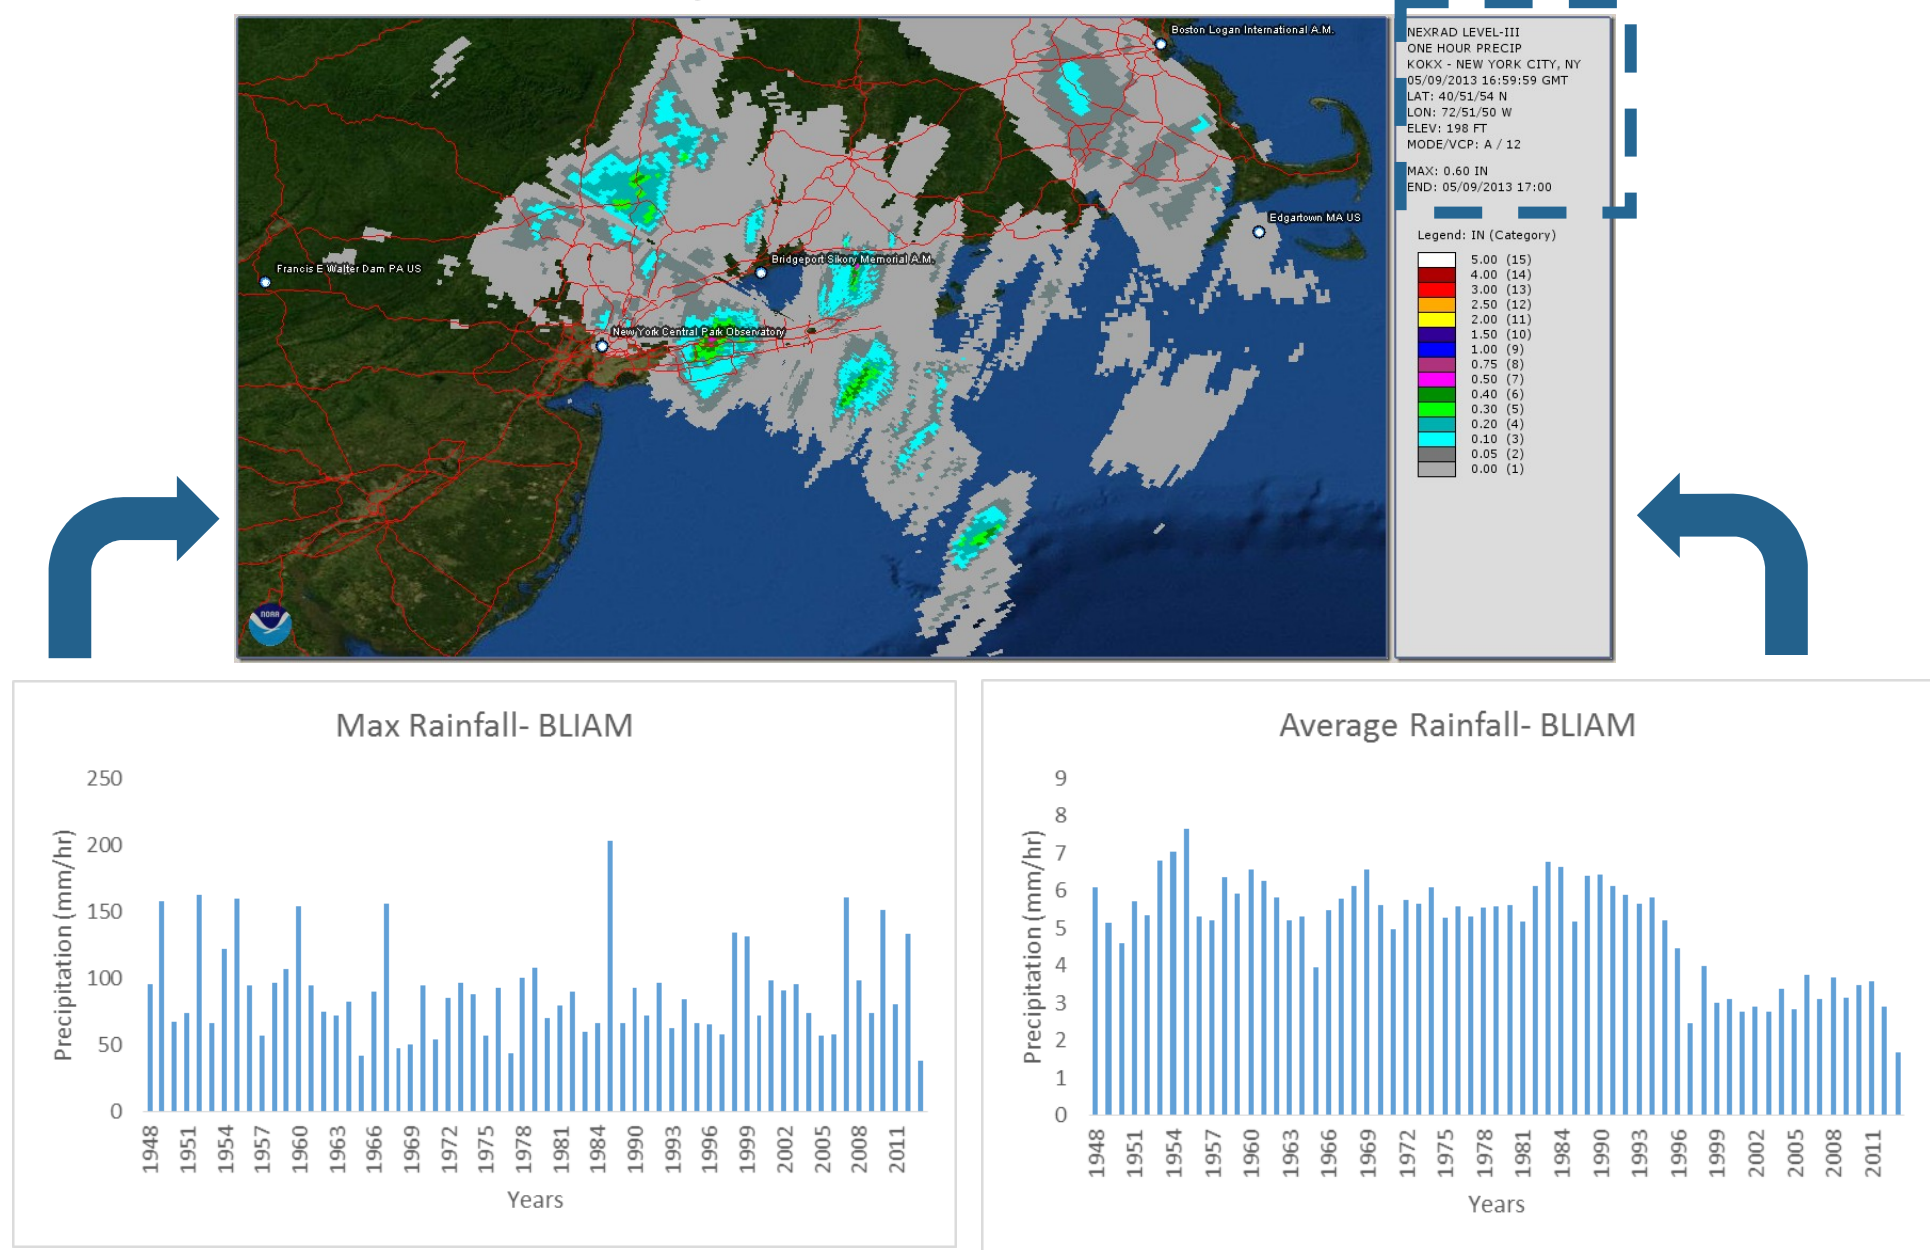 Boston Logan International A.M.
Edgartown MA US
Francis E Walter Dam PA US
Bridgeport Sikory Memorial A.M.
New York Central Park Observatory
NOAA
NEXRAD LEVEL-III
ONE HOUR PRECIP
KOKX - NEW YORK CITY, NY
05/09/2013 16:59:59 GMT
LAT: 40/51/54 N
LON: 72/51/50 W
ELEV: 198 FT
MODE/VCP: A / 12
MAX: 0.60 IN
END: 05/09/2013 17:00
Legend: IN (Category)
5.00 (15)
4.00 (14)
3.00 (13)
2.50 (12)
2.00 (11)
1.50 (10)
1.00 (9)
0.75 (8)
0.50 (7)
0.40 (6)
0.30 (5)
0.20 (4)
0.10 (3)
0.05 (2)
0.00 (1)
Max Rainfall- BLIAM
Precipitation (mm/hr)
250
200
150
100
50
0
1948 1951 1954 1957 1960 1963 1966 1969 1972 1975 1978 1981 1984 1990 1993 1996 1999 2002 2005 2008 2011
Years
Average Rainfall- BLIAM
Precipitation (mm/hr)
9
8
7
6
5
4
3
2
1
0
1948 1951 1954 1957 1960 1963 1966 1969 1972 1975 1978 1981 1984 1990 1993 1996 1999 2002 2005 2008 2011
Years